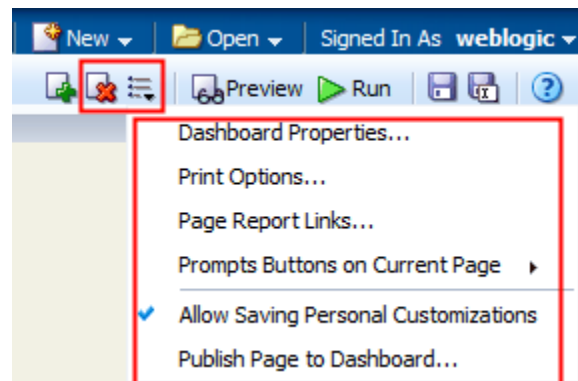 New Open Signed In As weblogic
Preview Run
Dashboard Properties...
Print Options...
Page Report Links...
Prompts Buttons on Current Page
Allow Saving Personal Customizations
Publish Page to Dashboard...